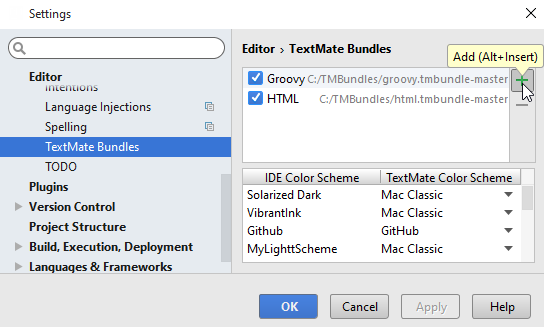 Settings
Editor › TextMate Bundles
Add (Alt+Insert)
Editor
Intentions
Language Injections
Spelling
TextMate Bundles
TODO
Plugins
Version Control
Project Structure
Build, Execution, Deployment
Languages & Frameworks
Groovy C:/TMBundles/groovy.tmbundle-master
HTML C:/TMBundles/html.tmbundle-master
IDE Color Scheme TextMate Color Scheme
Solarized Dark Mac Classic
VibrantInk Mac Classic
Github GitHub
MyLighttScheme Mac Classic
OK Cancel Apply Help